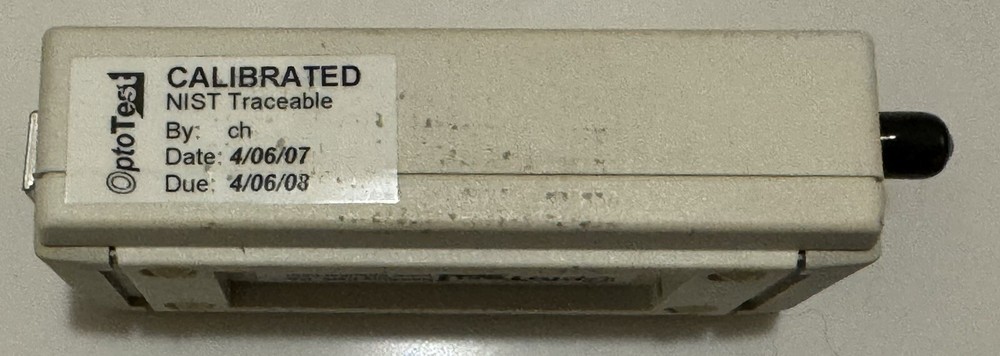 OptoTest
CALIBRATED
NIST Traceable
By: ch
Date: 4/06/07
Due: 4/06/08